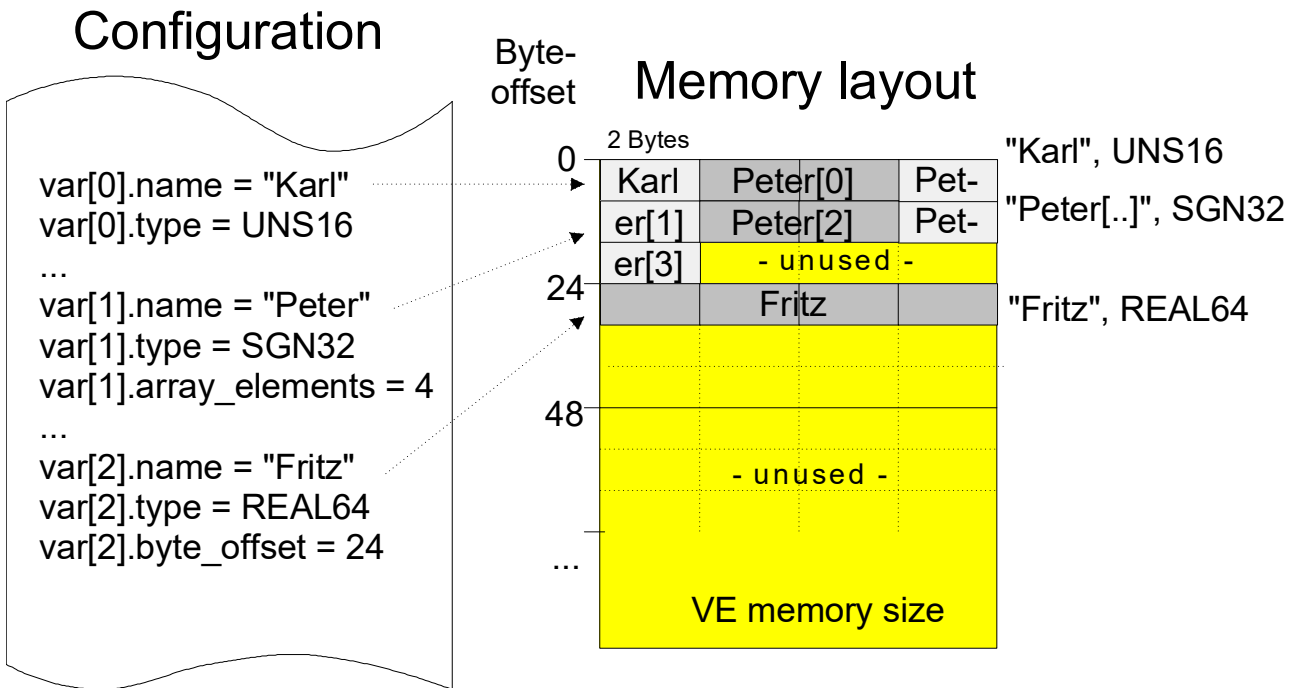 Configuration
var[0].name = "Karl"
var[0].type = UNS16
...
var[1].name = "Peter"
var[1].type = SGN32
var[1].array_elements = 4
...
var[2].name = "Fritz"
var[2].type = REAL64
var[2].byte_offset = 24
Byte-
offset
Memory layout
2 Bytes
0
Karl Peter[0] Pet-
er[1] Peter[2] Pet-
er[3] - unused -
24
Fritz
48
- unused -
...
VE memory size
"Karl", UNS16
"Peter[..]", SGN32
"Fritz", REAL64